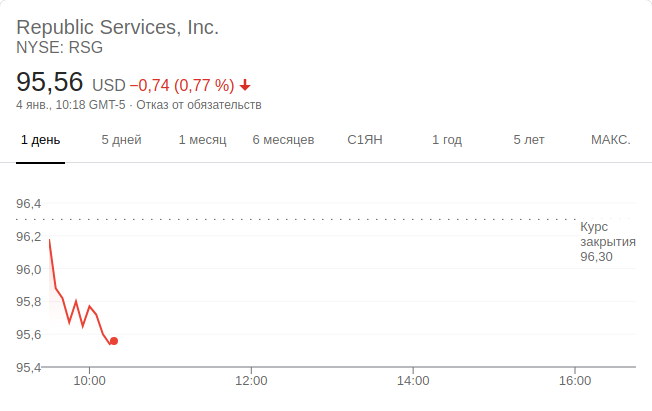 Republic Services, Inc.
NYSE: RSG
95,56 USD −0,74 (0,77 %)
4 янв., 10:18 GMT-5 · Отказ от обязательств
1 день 5 дней 1 месяц 6 месяцев С1ЯН 1 год 5 лет МАКС.
96,4
96,2
96,0
95,8
95,6
95,4
Курс
закрытия
96,30
10:00 12:00 14:00 16:00